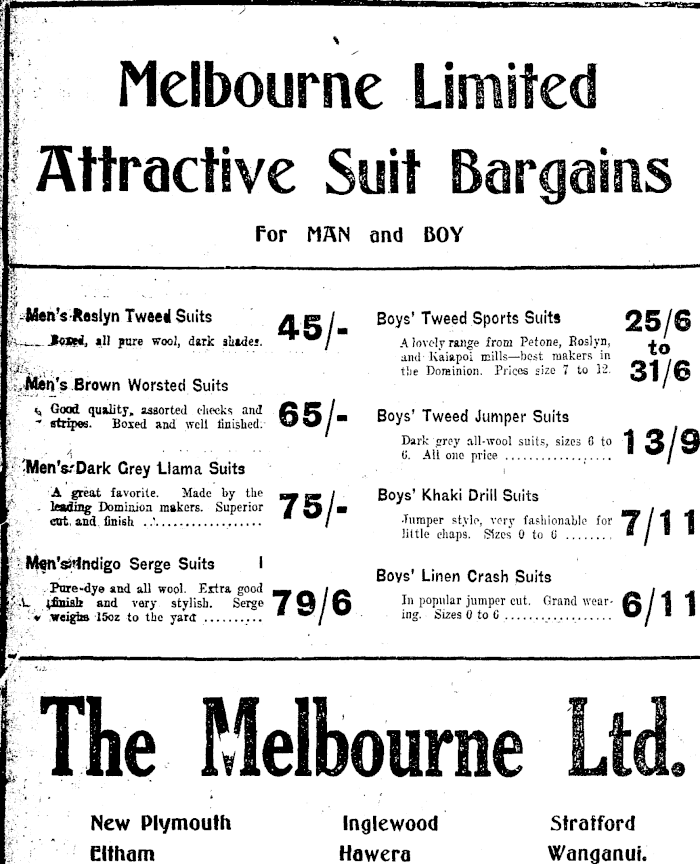 Melbourne Limited
Attractive Suit Bargains
For MAN and BOY
Men's Roslyn Tweed Suits
Boxed, all pure wool, dark shades.
45/-
Men's Brown Worsted Suits
Good quality, assorted checks and
stripes. Boxed and well finished.
65/-
Men's Dark Grey Llama Suits
A great favorite. Made by the
leading Dominion makers. Superior
cut and finish ..................
75/-
Men's Indigo Serge Suits
Pure-dye and all wool. Extra good
finish and very stylish. Serge
weighs 15oz to the yard ..........
79/6
Boys' Tweed Sports Suits
A lovely range from Petone, Roslyn,
and Kaiapoi mills—best makers in
the Dominion. Prices size 7 to 12.
25/6
to
31/6
Boys' Tweed Jumper Suits
Dark grey all-wool suits, sizes 6 to
6. All one price ..................
13/9
Boys' Khaki Drill Suits
Jumper style, very fashionable for
little chaps. Sizes 0 to 6 ........
7/11
Boys' Linen Crash Suits
In popular jumper cut. Grand wear-
ing. Sizes 0 to 6 ..................
6/11
The Melbourne Ltd.
New Plymouth Inglewood Stratford
Eltham Hawera Wanganui.